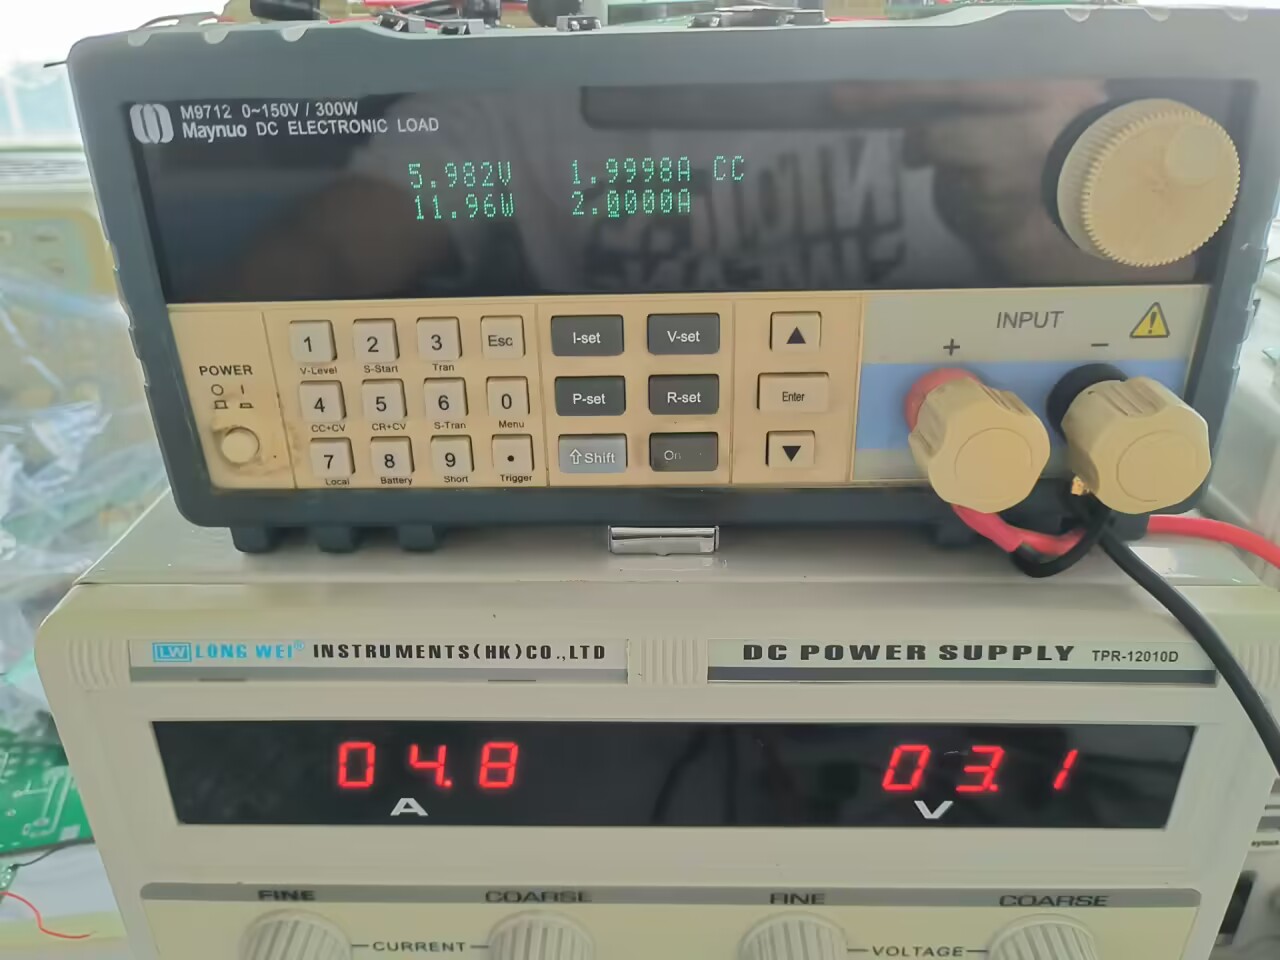 M9712 0~150V / 300W
Maynuo DC ELECTRONIC LOAD
5.982V 1.9998A CC
11.96W 2.0000A
INPUT
+ −
POWER
O I
1 2 3 Esc
V-Level S-Start Tran
4 5 6 0
CC+CV CR+CV S-Tran Menu
7 8 9 •
Local Battery Short Trigger
I-set V-set
P-set R-set
⇧Shift On
▲
Enter
▼
LW LONG WEI® INSTRUMENTS(HK)CO.,LTD
DC POWER SUPPLY TPR-12010D
04.8 03.1
A V
FINE COARSE FINE COARSE
CURRENT VOLTAGE